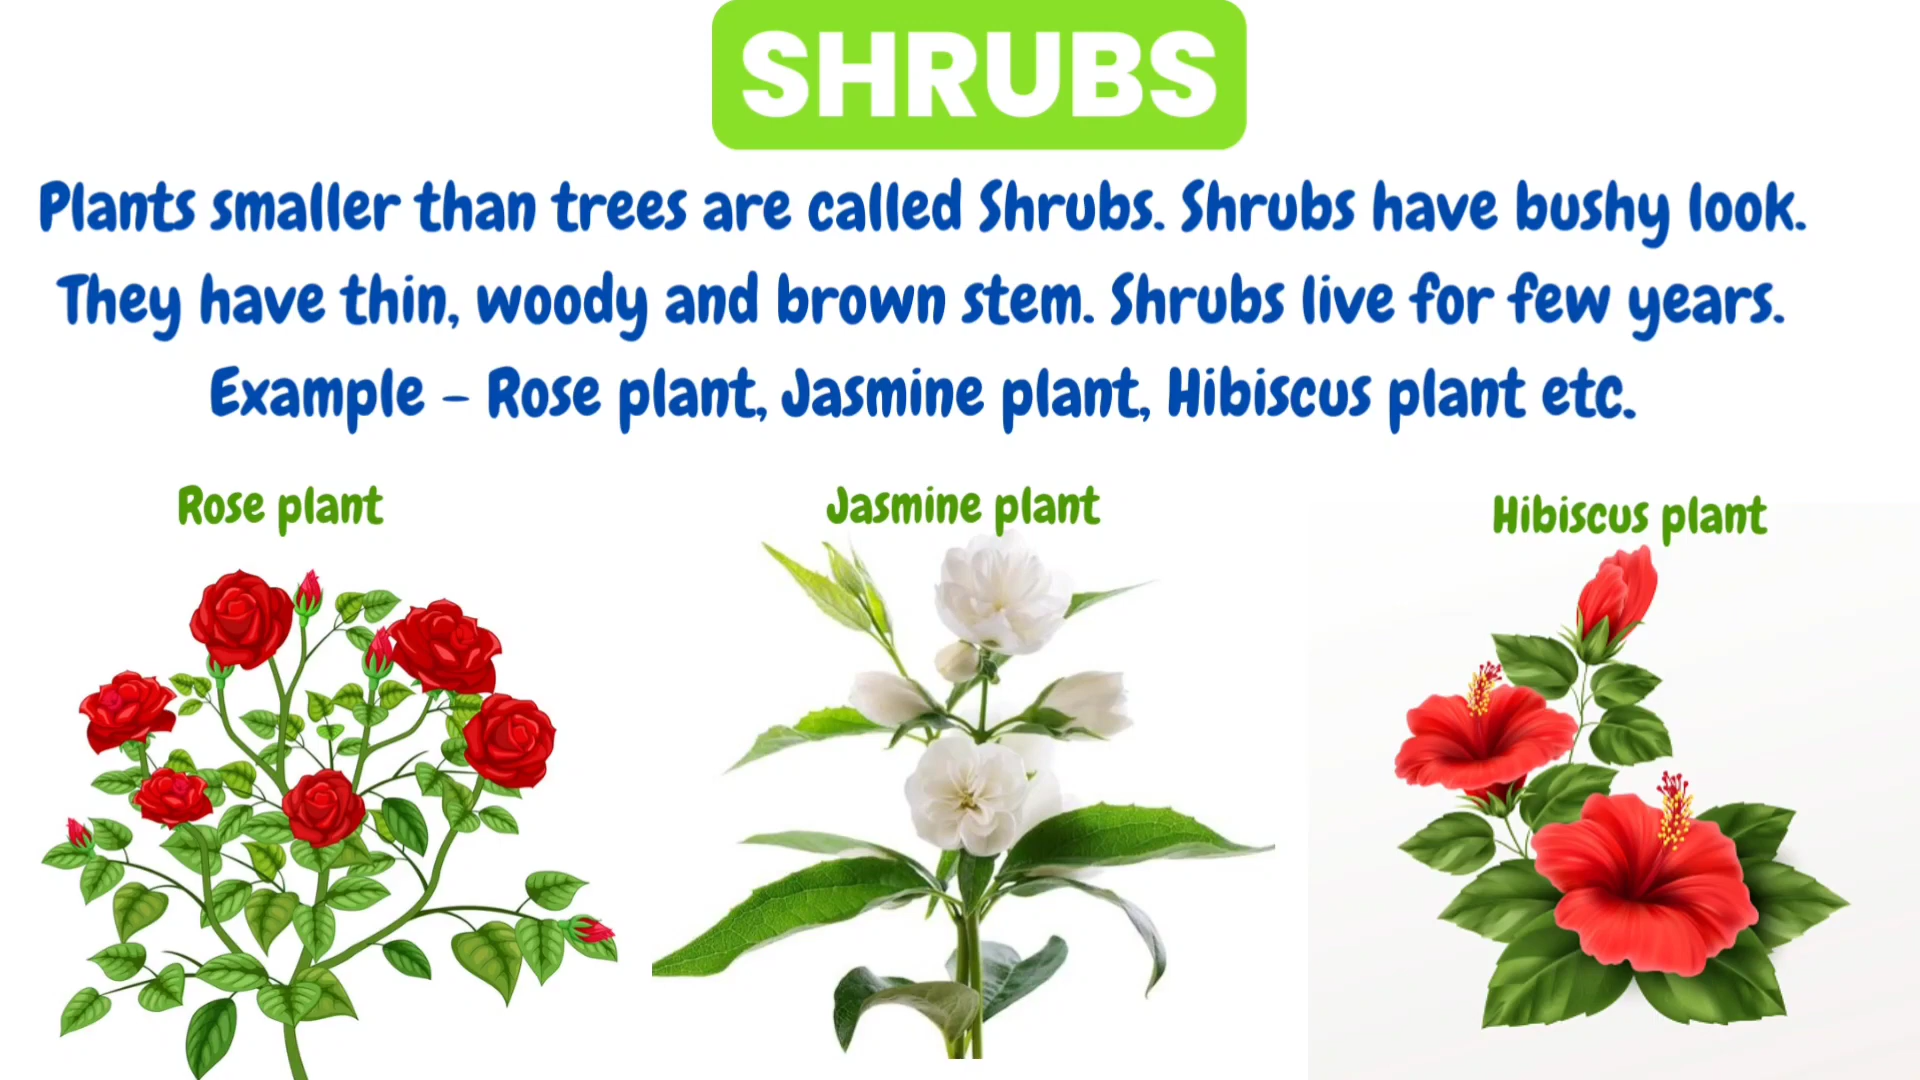 SHRUBS
Plants smaller than trees are called Shrubs. Shrubs have bushy look.
They have thin, woody and brown stem. Shrubs live for few years.
Example – Rose plant, Jasmine plant, Hibiscus plant etc.
Rose plant
Jasmine plant
Hibiscus plant